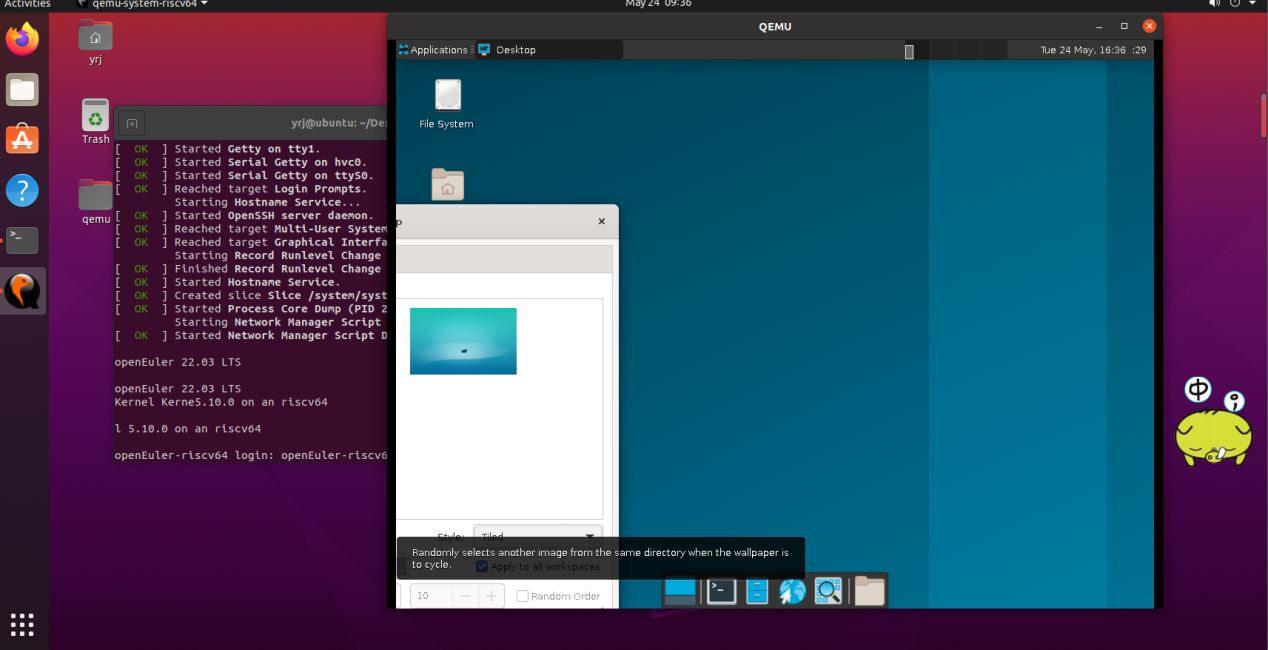 Activities
qemu-system-riscv64
May 24 09:36
yrj
Trash
qemu
yrj@ubuntu: ~/Des
[ OK ] Started Getty on tty1.
[ OK ] Started Serial Getty on hvc0.
[ OK ] Started Serial Getty on ttyS0.
[ OK ] Reached target Login Prompts.
Starting Hostname Service...
[ OK ] Started OpenSSH server daemon.
[ OK ] Reached target Multi-User System
[ OK ] Reached target Graphical Interfa
Starting Record Runlevel Change
[ OK ] Finished Record Runlevel Change
[ OK ] Started Hostname Service.
[ OK ] Created slice Slice /system/syst
[ OK ] Started Process Core Dump (PID 2
Starting Network Manager Script
[ OK ] Started Network Manager Script D
openEuler 22.03 LTS
openEuler 22.03 LTS
Kernel Kerne5.10.0 on an riscv64
l 5.10.0 on an riscv64
openEuler-riscv64 login: openEuler-riscv6
QEMU
Applications
Desktop
Tue 24 May, 16:36 :29
File System
p
Style:
Tiled
Randomly selects another image from the same directory when the wallpaper is
to cycle.
Apply to all workspaces
10
Random Order
中